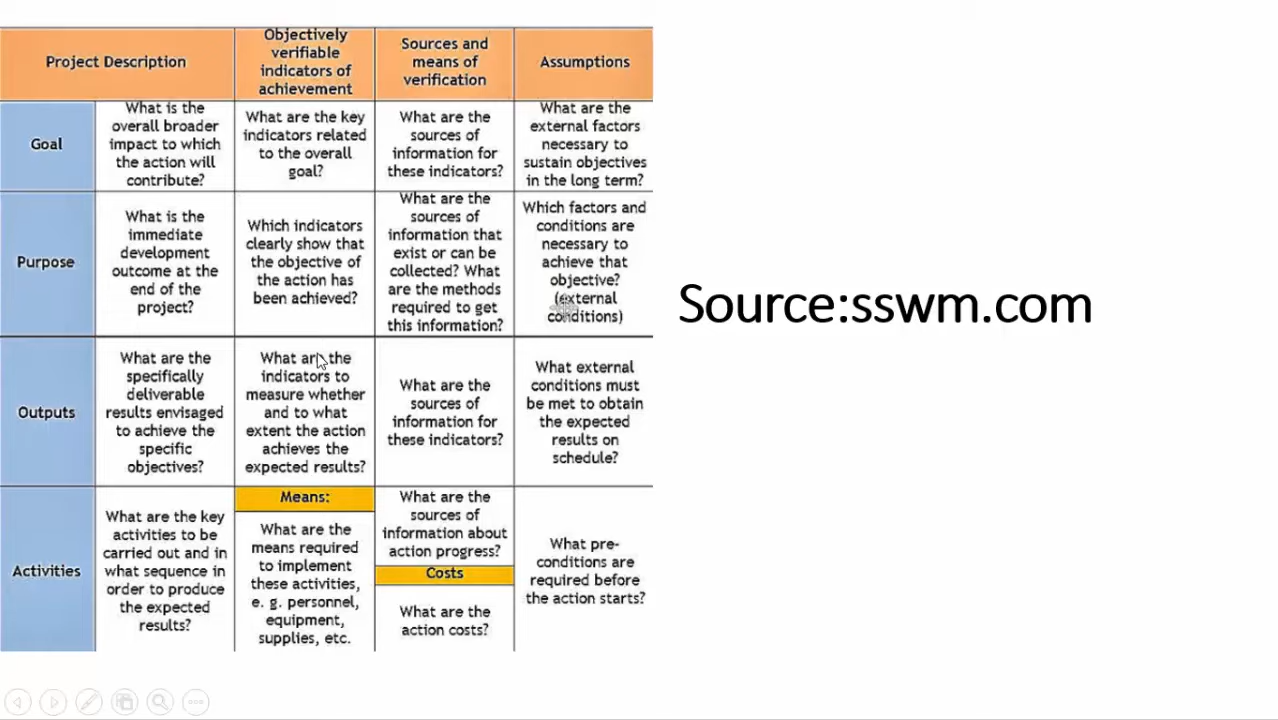 Project Description
Objectively
verifiable
indicators of
achievement
Sources and
means of
verification
Assumptions
Goal
What is the
overall broader
impact to which
the action will
contribute?
What are the key
indicators related
to the overall
goal?
What are the
sources of
information for
these indicators?
What are the
external factors
necessary to
sustain objectives
in the long term?
Purpose
What is the
immediate
development
outcome at the
end of the
project?
Which indicators
clearly show that
the objective of
the action has
been achieved?
What are the
sources of
information that
exist or can be
collected? What
are the methods
required to get
this information?
Which factors and
conditions are
necessary to
achieve that
objective?
(external
conditions)
Outputs
What are the
specifically
deliverable
results envisaged
to achieve the
specific
objectives?
What are the
indicators to
measure whether
and to what
extent the action
achieves the
expected results?
What are the
sources of
information for
these indicators?
What external
conditions must
be met to obtain
the expected
results on
schedule?
Activities
What are the key
activities to be
carried out and in
what sequence in
order to produce
the expected
results?
Means:
What are the
means required
to implement
these activities,
e. g. personnel,
equipment,
supplies, etc.
What are the
sources of
information about
action progress?
Costs
What are the
action costs?
What pre-
conditions are
required before
the action starts?
Source:sswm.com